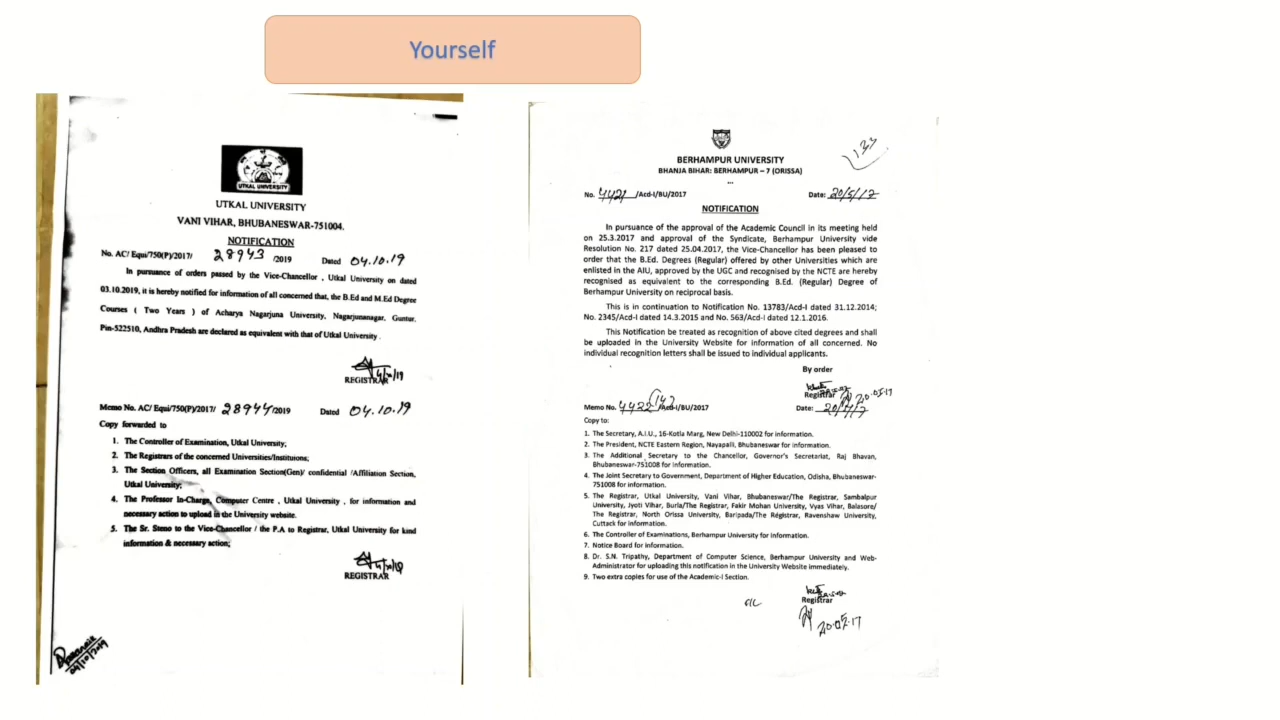 Yourself
UTKAL UNIVERSITY
UTKAL UNIVERSITY
VANI VIHAR, BHUBANESWAR-751004.
NOTIFICATION
No. AC/ Equi/750(P)/2017/ 28943 /2019 Dated 04.10.19
In pursuance of orders passed by the Vice-Chancellor , Utkal University on dated
03.10.2019, it is hereby notified for information of all concerned that, the B.Ed and M.Ed Degree
Courses ( Two Years ) of Acharya Nagarjuna University, Nagarjunanagar, Guntur.
Pin-522510, Andhra Pradesh are declared as equivalent with that of Utkal University .
REGISTRAR
Memo No. AC/ Equi/750(P)/2017/ 28944/2019 Dated 04.10.19
Copy forwarded to
1. The Controller of Examination, Utkal University;
2. The Registrars of the concerned Universities/Instituions;
3. The Section Officers, all Examination Section(Gen)/ confidential /Affiliation Section,
Utkal University;
4. The Professor In-Charge, Computer Centre , Utkal University , for information and
necessary action to upload in the University website.
5. The Sr. Steno to the Vice-Chancellor / the P.A to Registrar, Utkal University for kind
information & necessary action;
REGISTRAR
04/10/2019
133
BERHAMPUR UNIVERSITY
BHANJA BIHAR: BERHAMPUR – 7 (ORISSA)
...
No. 4421 /Acd-I/BU/2017 Date: 20/5/17
NOTIFICATION
In pursuance of the approval of the Academic Council in its meeting held
on 25.3.2017 and approval of the Syndicate, Berhampur University vide
Resolution No. 217 dated 25.04.2017, the Vice-Chancellor has been pleased to
order that the B.Ed. Degrees (Regular) offered by other Universities which are
enlisted in the AIU, approved by the UGC and recognised by the NCTE are hereby
recognised as equivalent to the corresponding B.Ed. (Regular) Degree of
Berhampur University on reciprocal basis.
This is in continuation to Notification No. 13783/Acd-I dated 31.12.2014;
No. 2345/Acd-I dated 14.3.2015 and No. 563/Acd-I dated 12.1.2016.
This Notification be treated as recognition of above cited degrees and shall
be uploaded in the University Website for information of all concerned. No
individual recognition letters shall be issued to individual applicants.
By order
Registrar 20.05.17
Memo No. 4422 (14) /Acd-I/BU/2017 Date:
Copy to:
1. The Secretary, A.I.U., 16-Kotla Marg, New Delhi-110002 for information.
2. The President, NCTE Eastern Region, Nayapalli, Bhubaneswar for information.
3. The Additional Secretary to the Chancellor, Governor's Secretariat, Raj Bhavan,
Bhubaneswar-751008 for information.
4. The Joint Secretary to Government, Department of Higher Education, Odisha, Bhubaneswar-
751008 for information.
5. The Registrar, Utkal University, Vani Vihar, Bhubaneswar/The Registrar, Sambalpur
University, Jyoti Vihar, Burla/The Registrar, Fakir Mohan University, Vyas Vihar, Balasore/
The Registrar, North Orissa University, Baripada/The Registrar, Ravenshaw University,
Cuttack for information.
6. The Controller of Examinations, Berhampur University for information.
7. Notice Board for information.
8. Dr. S.N. Tripathy, Department of Computer Science, Berhampur University and Web-
Administrator for uploading this notification in the University Website immediately.
9. Two extra copies for use of the Academic-I Section.
Registrar
20.05.17